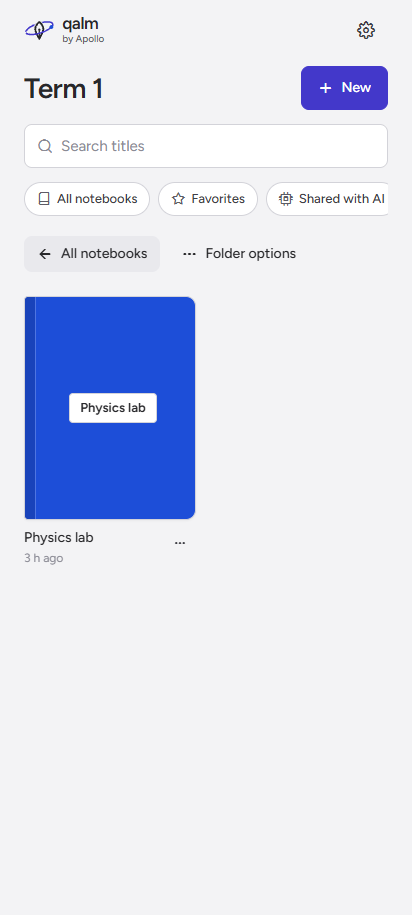 qalm
by Apollo
Term 1
New
Search titles
All notebooks
Favorites
Shared with AI
All notebooks
Folder options
Physics lab
Physics lab
3 h ago